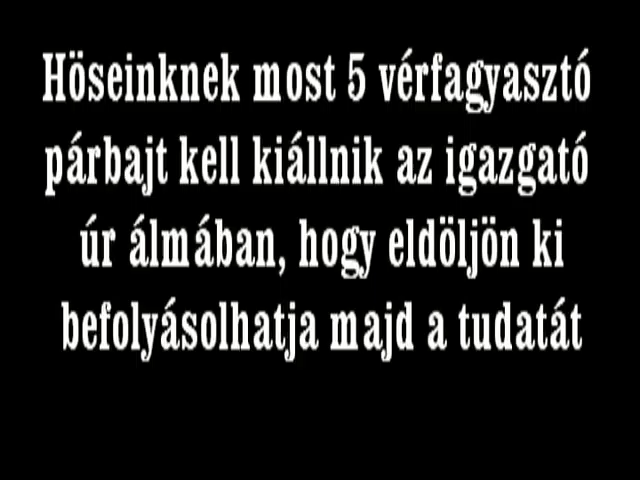 Höseinknek most 5 vérfagyasztó
párbajt kell kiállnik az igazgató
úr álmában, hogy eldöljön ki
befolyásolhatja majd a tudatát